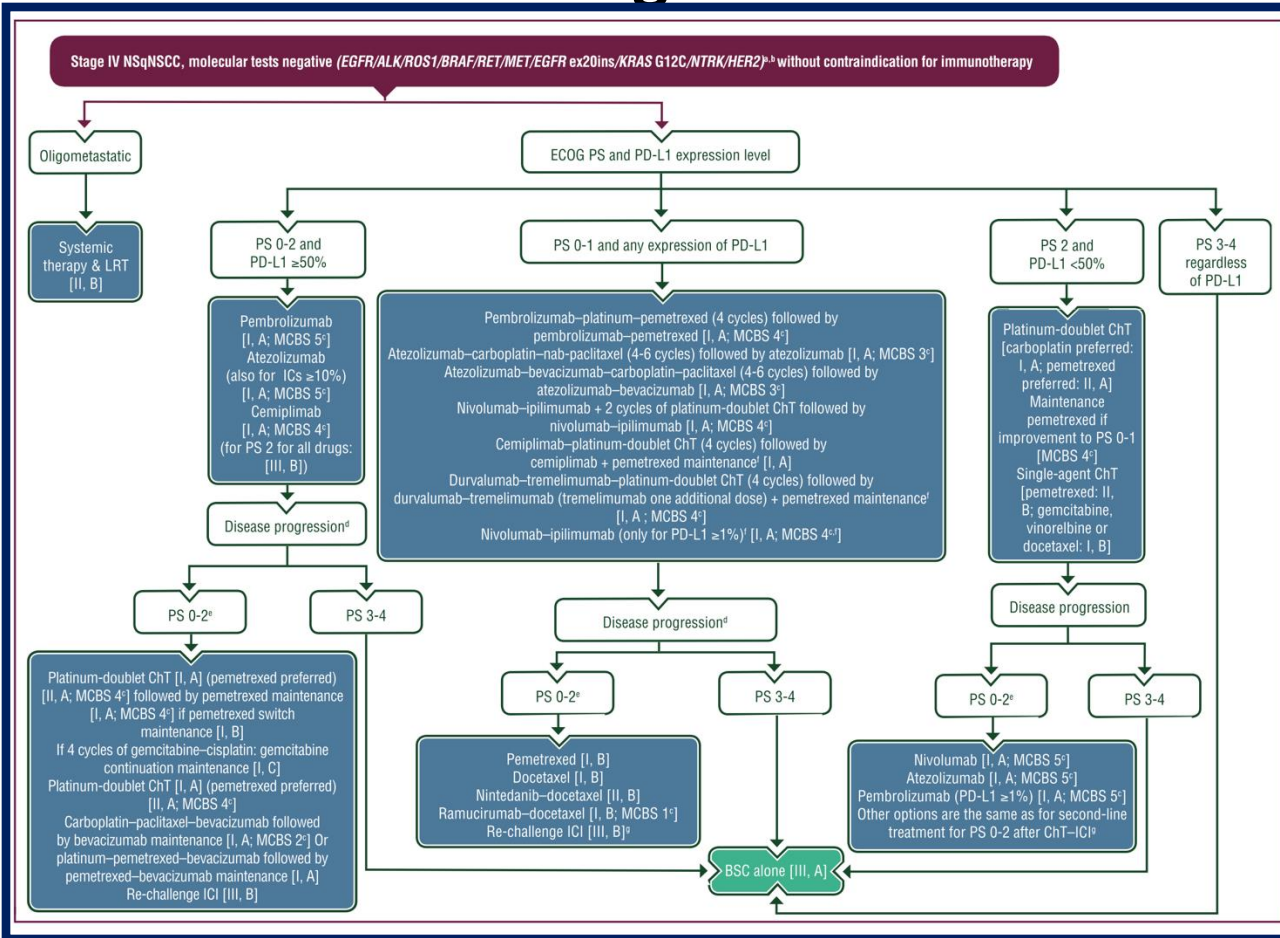 Stage IV NSqNSCC, molecular tests negative (EGFR/ALK/ROS1/BRAF/RET/MET/EGFR ex20ins/KRAS G12C/NTRK/HER2)a,b without contraindication for immunotherapy
Oligometastatic
Systemic
therapy & LRT
[II, B]
ECOG PS and PD-L1 expression level
PS 0-2 and
PD-L1 ≥50%
Pembrolizumab
[I, A; MCBS 5c]
Atezolizumab
(also for ICs ≥10%)
[I, A; MCBS 5c]
Cemiplimab
[I, A; MCBS 4c]
(for PS 2 for all drugs:
[III, B])
Disease progressiond
PS 0-2e
PS 3-4
Platinum-doublet ChT [I, A] (pemetrexed preferred)
[II, A; MCBS 4c] followed by pemetrexed maintenance
[I, A; MCBS 4c] if pemetrexed switch
maintenance [I, B]
If 4 cycles of gemcitabine–cisplatin: gemcitabine
continuation maintenance [I, C]
Platinum-doublet ChT [I, A] (pemetrexed preferred)
[II, A; MCBS 4c]
Carboplatin–paclitaxel–bevacizumab followed
by bevacizumab maintenance [I, A; MCBS 2c] Or
platinum–pemetrexed–bevacizumab followed by
pemetrexed–bevacizumab maintenance [I, A]
Re-challenge ICI [III, B]
PS 0-1 and any expression of PD-L1
Pembrolizumab–platinum–pemetrexed (4 cycles) followed by
pembrolizumab–pemetrexed [I, A; MCBS 4c]
Atezolizumab–carboplatin–nab-paclitaxel (4-6 cycles) followed by atezolizumab [I, A; MCBS 3c]
Atezolizumab–bevacizumab–carboplatin–paclitaxel (4-6 cycles) followed by
atezolizumab–bevacizumab [I, A; MCBS 3c]
Nivolumab–ipilimumab + 2 cycles of platinum-doublet ChT followed by
nivolumab–ipilimumab [I, A; MCBS 4c]
Cemiplimab–platinum-doublet ChT (4 cycles) followed by
cemiplimab + pemetrexed maintenancef [I, A]
Durvalumab–tremelimumab–platinum-doublet ChT (4 cycles) followed by
durvalumab–tremelimumab (tremelimumab one additional dose) + pemetrexed maintenancef
[I, A ; MCBS 4c]
Nivolumab–ipilimumab (only for PD-L1 ≥1%)f [I, A; MCBS 4c,f]
Disease progressiond
PS 0-2e
PS 3-4
Pemetrexed [I, B]
Docetaxel [I, B]
Nintedanib–docetaxel [II, B]
Ramucirumab–docetaxel [I, B; MCBS 1c]
Re-challenge ICI [III, B]g
PS 2 and
PD-L1 <50%
Platinum-doublet ChT
[carboplatin preferred:
I, A; pemetrexed
preferred: II, A]
Maintenance
pemetrexed if
improvement to PS 0-1
[MCBS 4c]
Single-agent ChT
[pemetrexed: II,
B; gemcitabine,
vinorelbine or
docetaxel: I, B]
Disease progression
PS 0-2e
PS 3-4
Nivolumab [I, A; MCBS 5c]
Atezolizumab [I, A; MCBS 5c]
Pembrolizumab (PD-L1 ≥1%) [I, A; MCBS 5c]
Other options are the same as for second-line
treatment for PS 0-2 after ChT–ICIg
PS 3-4
regardless
of PD-L1
BSC alone [III, A]